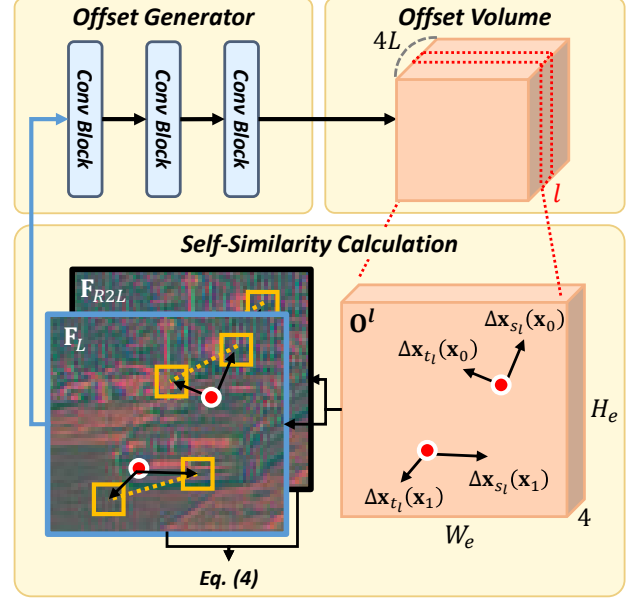 Offset Generator
Offset Volume
Conv Block
Conv Block
Conv Block
4L
l
Self-Similarity Calculation
F_{R2L}
F_L
O^l
Δx_{t_l}(x_0)
Δx_{s_l}(x_0)
Δx_{t_l}(x_1)
Δx_{s_l}(x_1)
H_e
W_e
4
Eq. (4)